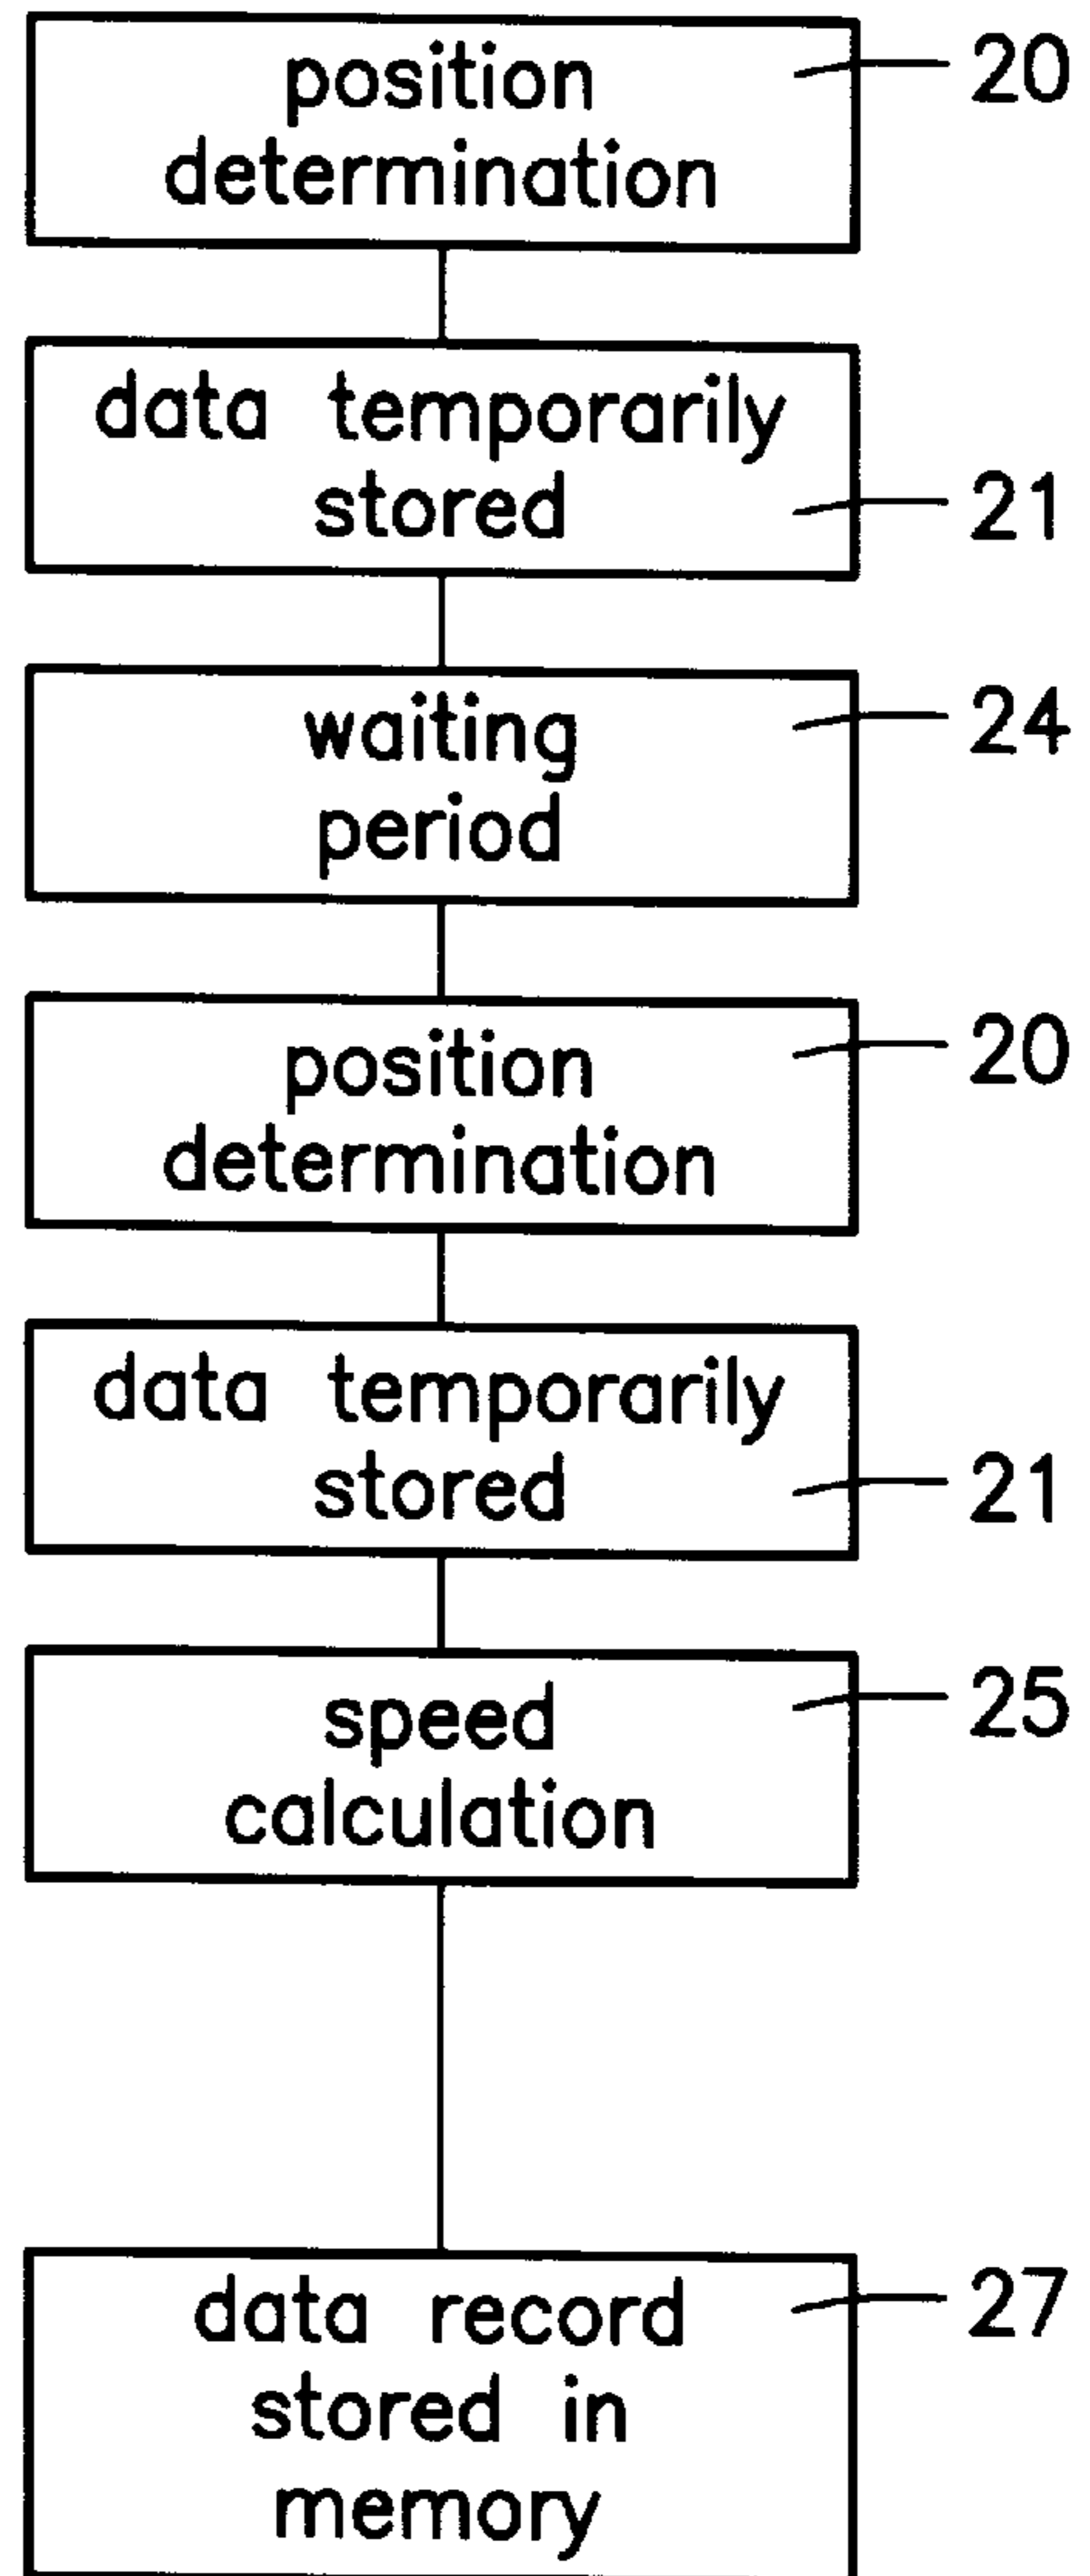 position 20
determination
data temporarily
stored 21
waiting 24
period
position 20
determination
data temporarily
stored 21
speed 25
calculation
data record 27
stored in
memory